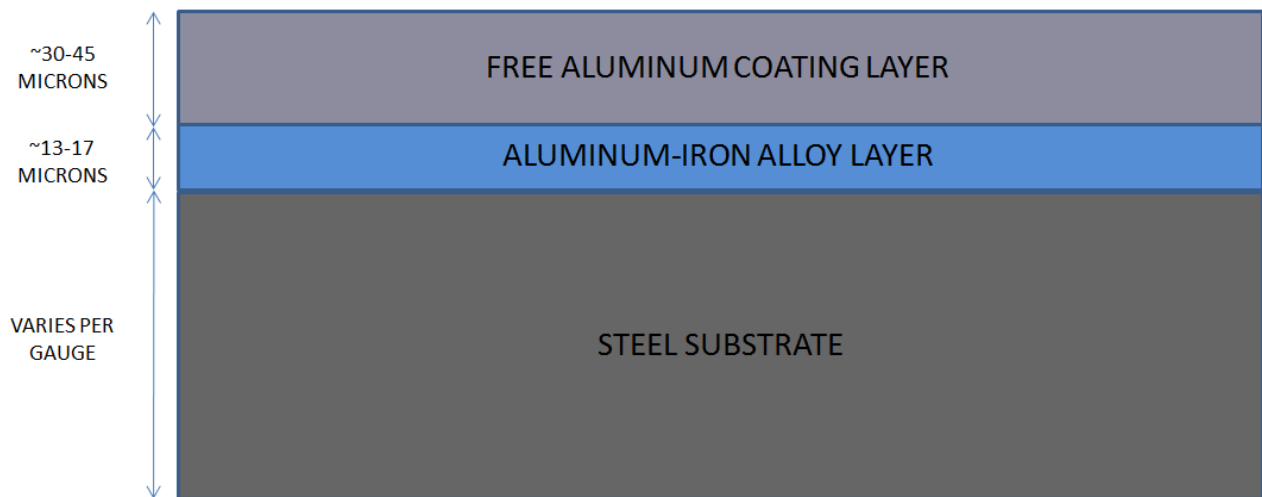 ~30-45
MICRONS
FREE ALUMINUM COATING LAYER
~13-17
MICRONS
ALUMINUM-IRON ALLOY LAYER
VARIES PER
GAUGE
STEEL SUBSTRATE